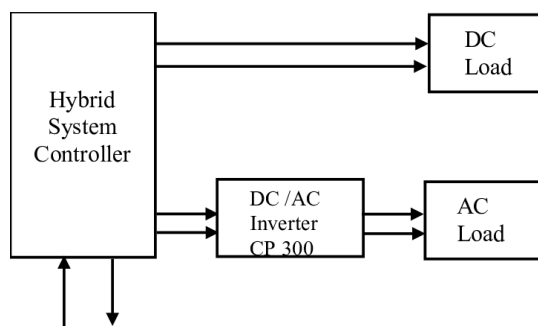 Hybrid
System
Controller
DC
Load
DC /AC
Inverter
CP 300
AC
Load